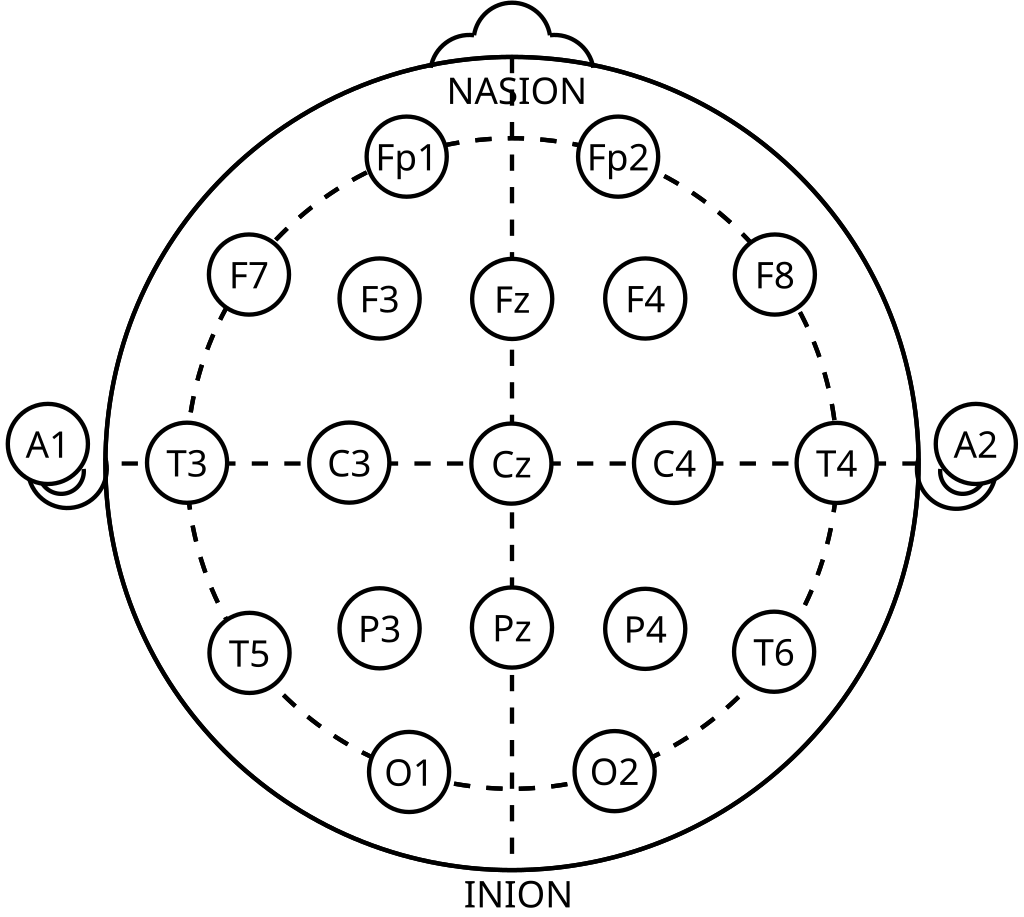 NASION
Fp1 Fp2
F7 F3 Fz F4 F8
A1 T3 C3 Cz C4 T4 A2
T5 P3 Pz P4 T6
O1 O2
INION